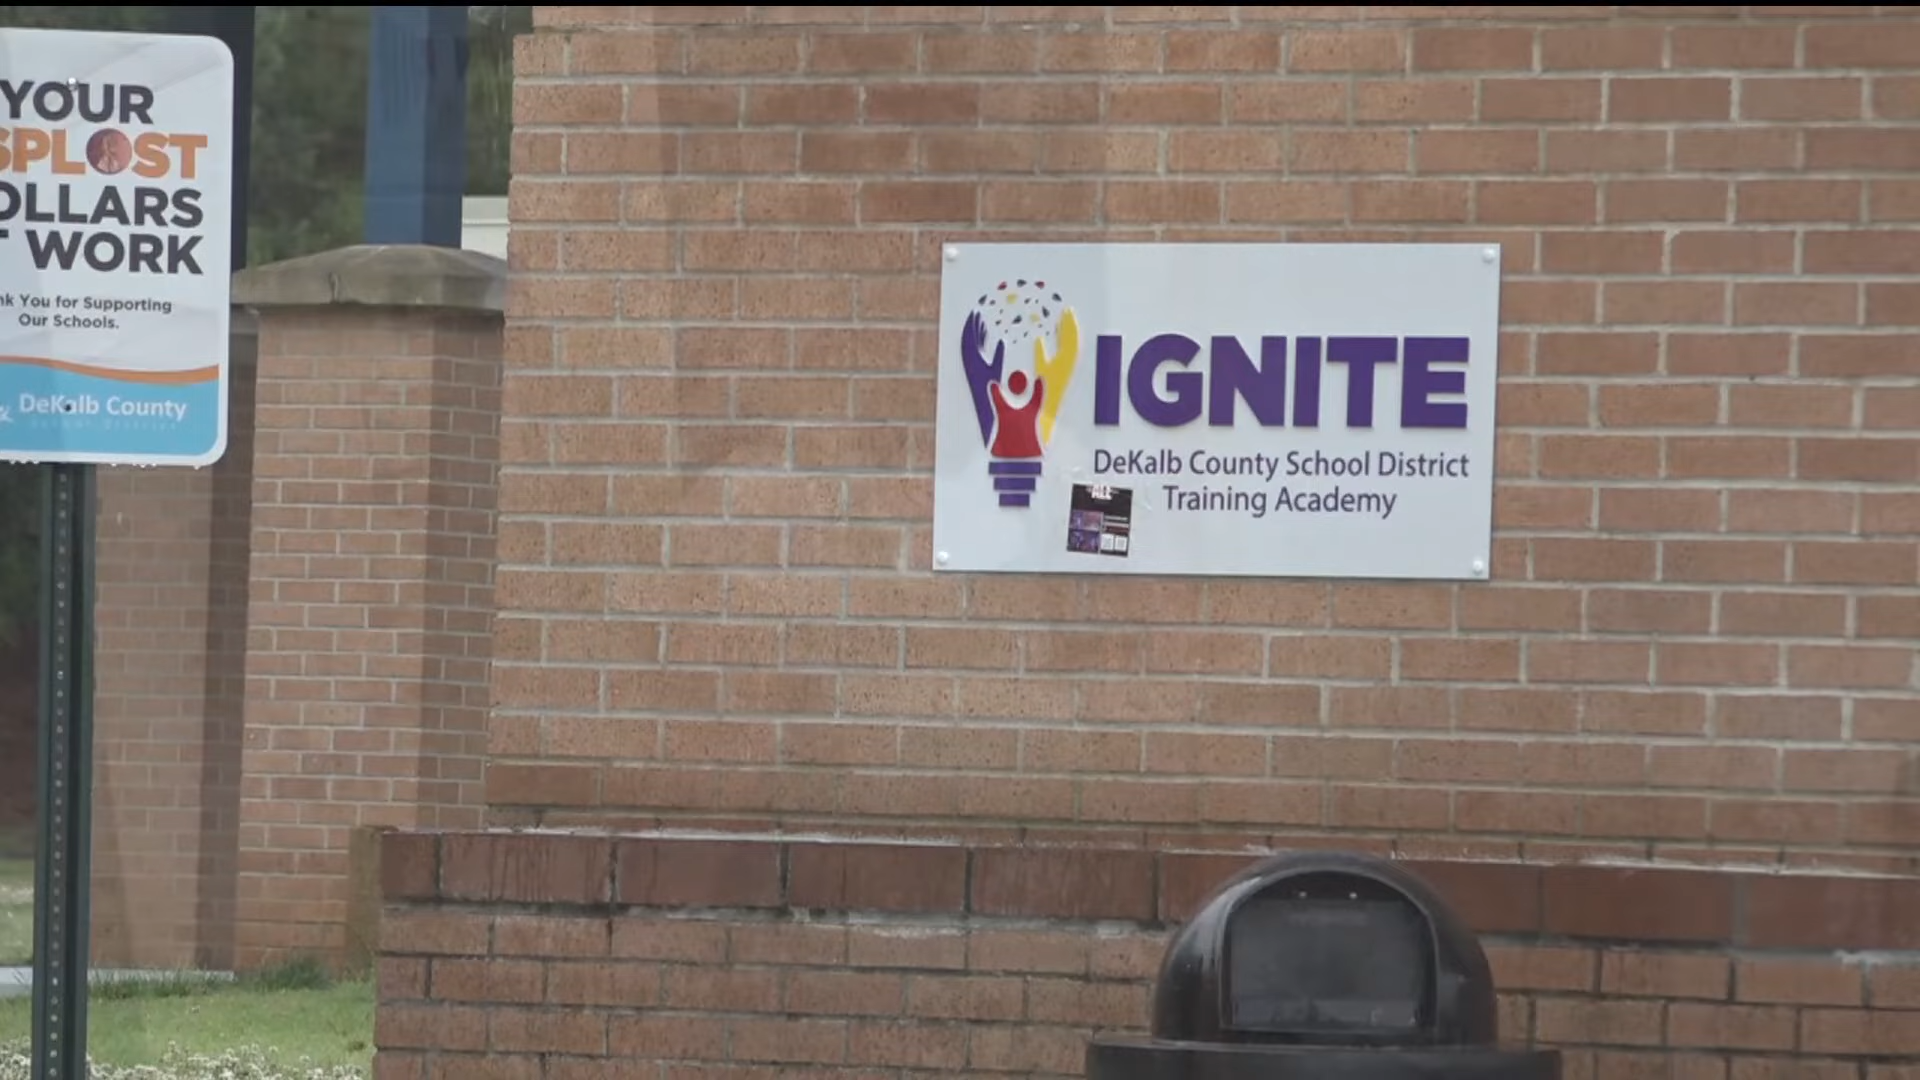 YOUR
SPLOST
OLLARS
T WORK
nk You for Supporting
Our Schools.
DeKalb County
IGNITE
DeKalb County School District
Training Academy
ALL